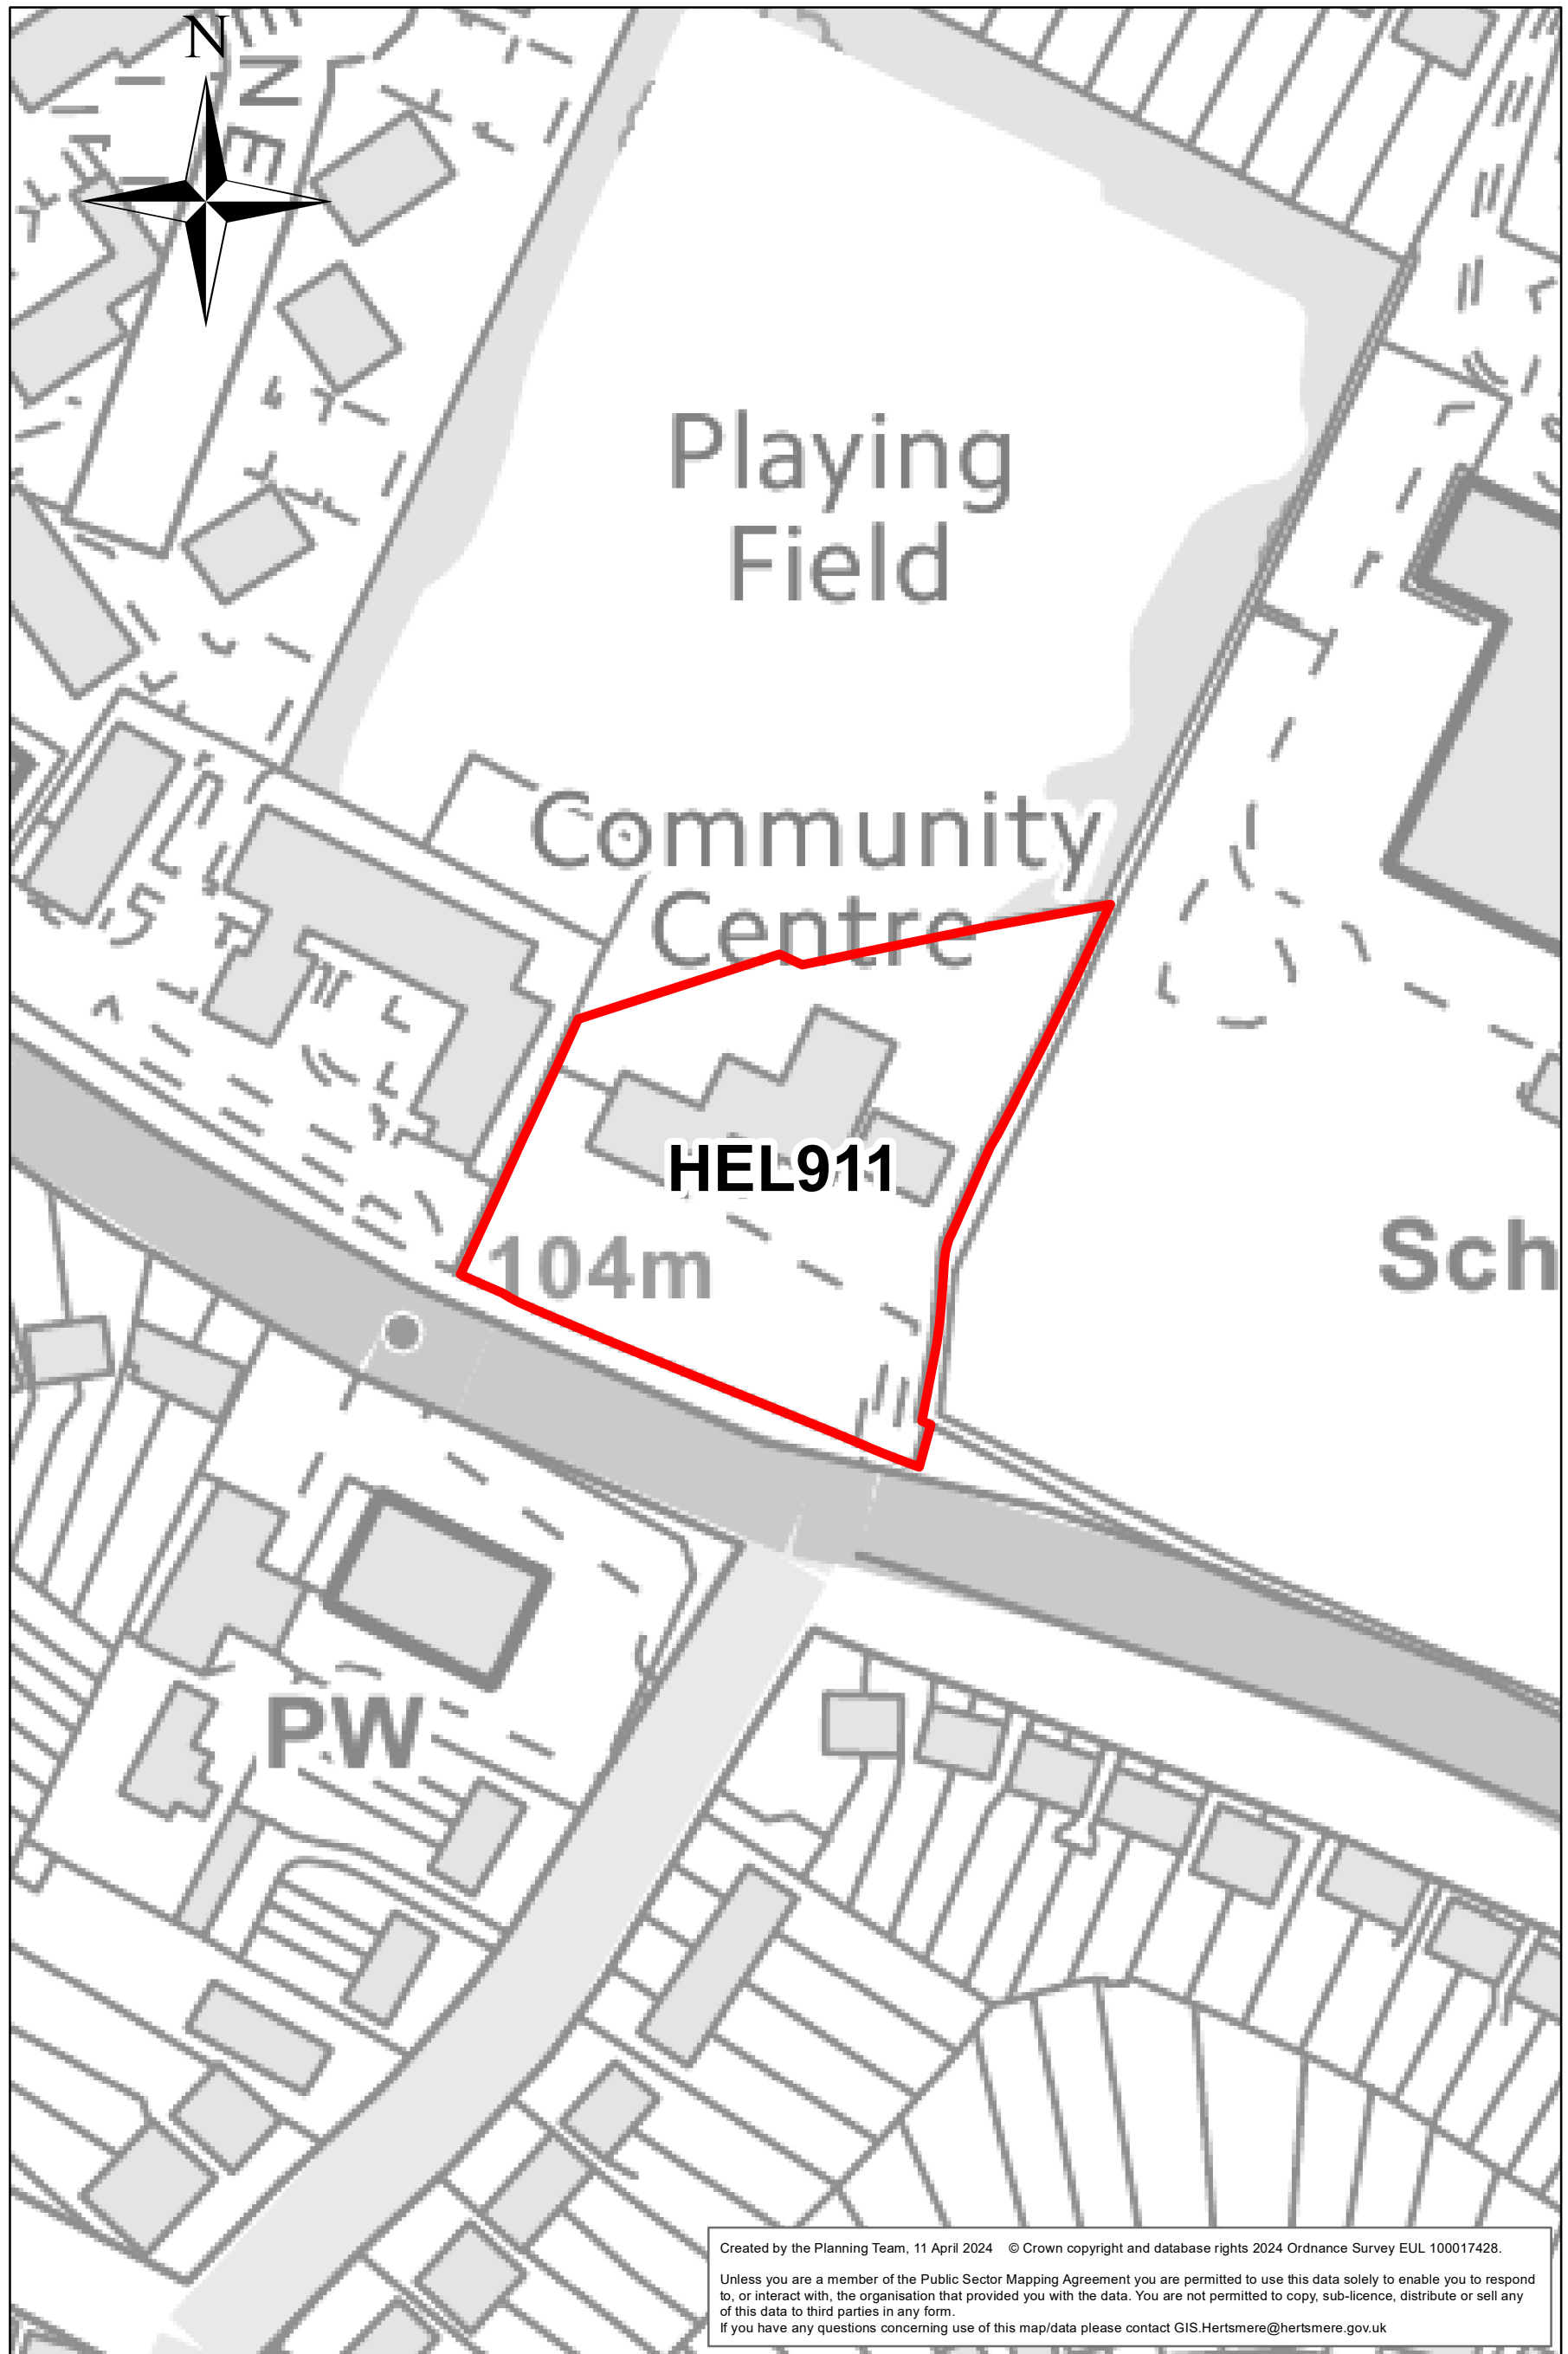 N
NE
Playing
Field
Community
Centre
HEL911
104m
Sch
PW
Created by the Planning Team, 11 April 2024 © Crown copyright and database rights 2024 Ordnance Survey EUL 100017428.
Unless you are a member of the Public Sector Mapping Agreement you are permitted to use this data solely to enable you to respond
to, or interact with, the organisation that provided you with the data. You are not permitted to copy, sub-licence, distribute or sell any
of this data to third parties in any form.
If you have any questions concerning use of this map/data please contact GIS.Hertsmere@hertsmere.gov.uk